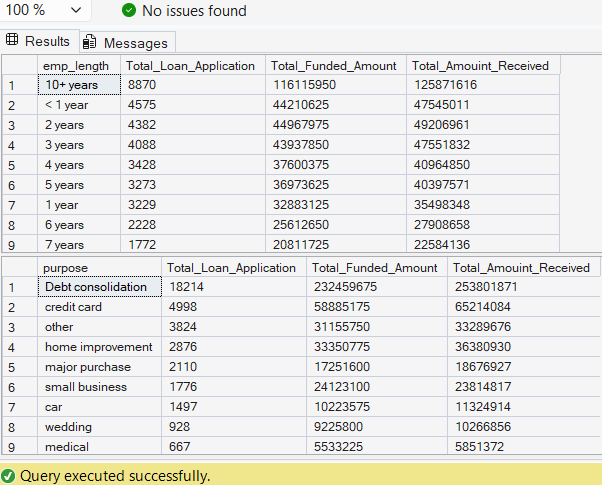 100 % No issues found
Results Messages
emp_length Total_Loan_Application Total_Funded_Amount Total_Amount_Received
1 10+ years 8870 116115950 125871616
2 < 1 year 4575 44210625 47545011
3 2 years 4382 44967975 49206961
4 3 years 4088 43937850 47551832
5 4 years 3428 37600375 40964850
6 5 years 3273 36973625 40397571
7 1 year 3229 32883125 35498348
8 6 years 2228 25612650 27908658
9 7 years 1772 20811725 22584136
purpose Total_Loan_Application Total_Funded_Amount Total_Amount_Received
1 Debt consolidation 18214 232459675 253801871
2 credit card 4998 58885175 65214084
3 other 3824 31155750 33289676
4 home improvement 2876 33350775 36380930
5 major purchase 2110 17251600 18676927
6 small business 1776 24123100 23814817
7 car 1497 10223575 11324914
8 wedding 928 9225800 10266856
9 medical 667 5533225 5851372
Query executed successfully.